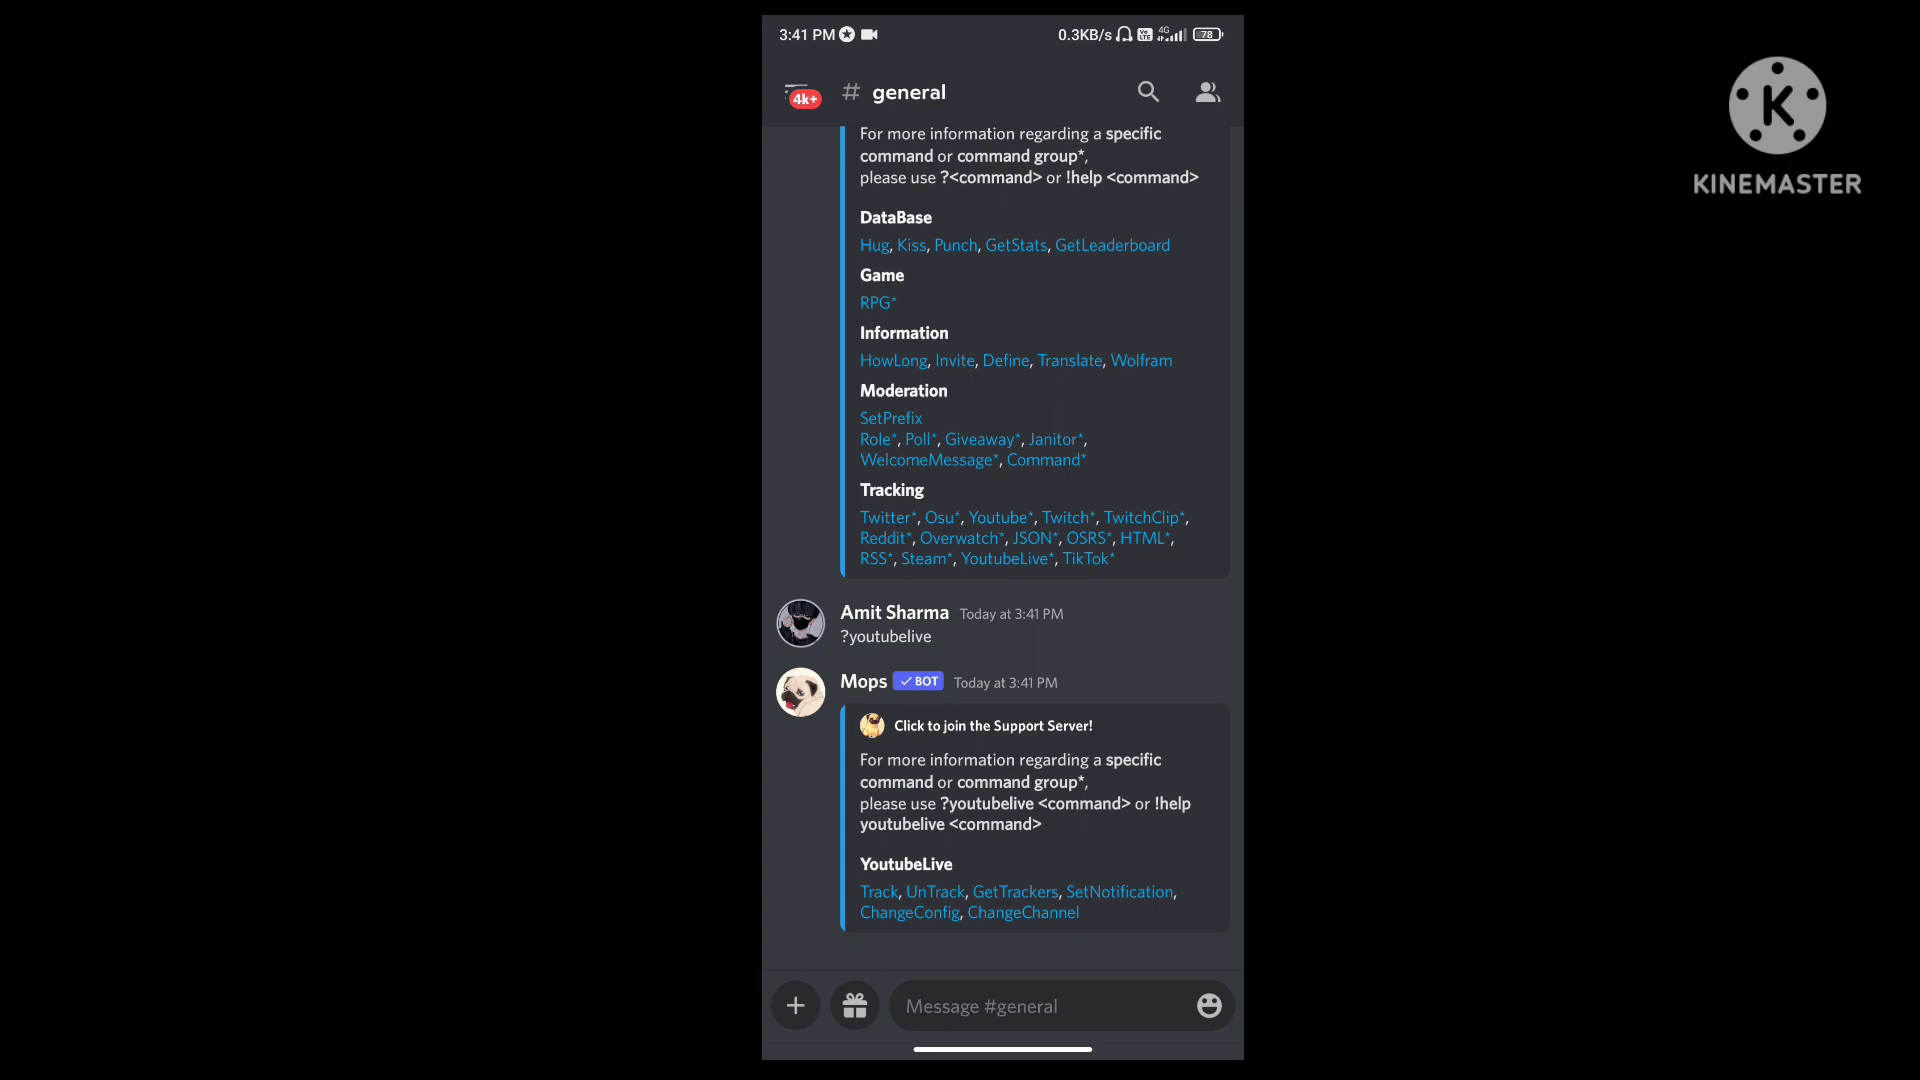 3:41 PM 0.3KB/s Vo LTE 4G 78
4k+ # general
K
KINEMASTER
For more information regarding a specific
command or command group*,
please use ?<command> or !help <command>
DataBase
Hug, Kiss, Punch, GetStats, GetLeaderboard
Game
RPG*
Information
HowLong, Invite, Define, Translate, Wolfram
Moderation
SetPrefix
Role*, Poll*, Giveaway*, Janitor*,
WelcomeMessage*, Command*
Tracking
Twitter*, Osu*, Youtube*, Twitch*, TwitchClip*,
Reddit*, Overwatch*, JSON*, OSRS*, HTML*,
RSS*, Steam*, YoutubeLive*, TikTok*
Amit Sharma Today at 3:41 PM
?youtubelive
Mops BOT Today at 3:41 PM
Click to join the Support Server!
For more information regarding a specific
command or command group*,
please use ?youtubelive <command> or !help
youtubelive <command>
YoutubeLive
Track, UnTrack, GetTrackers, SetNotification,
ChangeConfig, ChangeChannel
Message #general